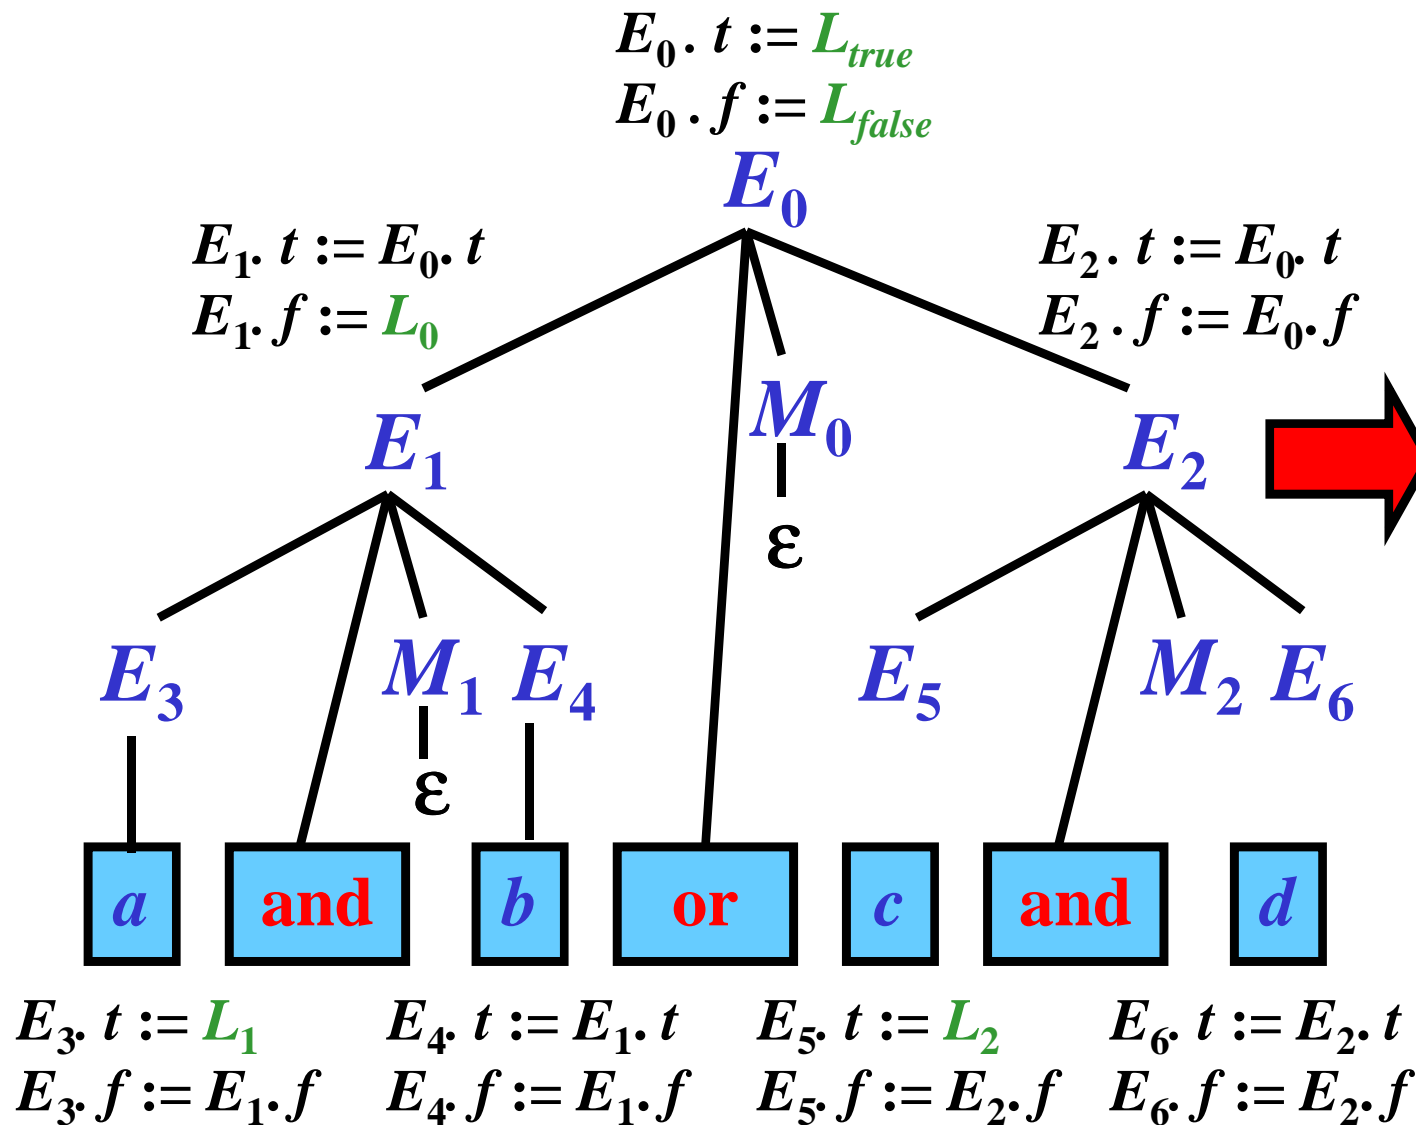 E₀. t := L_true
E₀. f := L_false
E₀
E₁. t := E₀. t
E₁. f := L₀
E₂. t := E₀. t
E₂. f := E₀. f
E₁
M₀
E₂
ε
E₃
M₁
E₄
E₅
M₂
E₆
ε
a
and
b
or
c
and
d
E₃. t := L₁
E₃. f := E₁. f
E₄. t := E₁. t
E₄. f := E₁. f
E₅. t := L₂
E₅. f := E₂. f
E₆. t := E₂. t
E₆. f := E₂. f